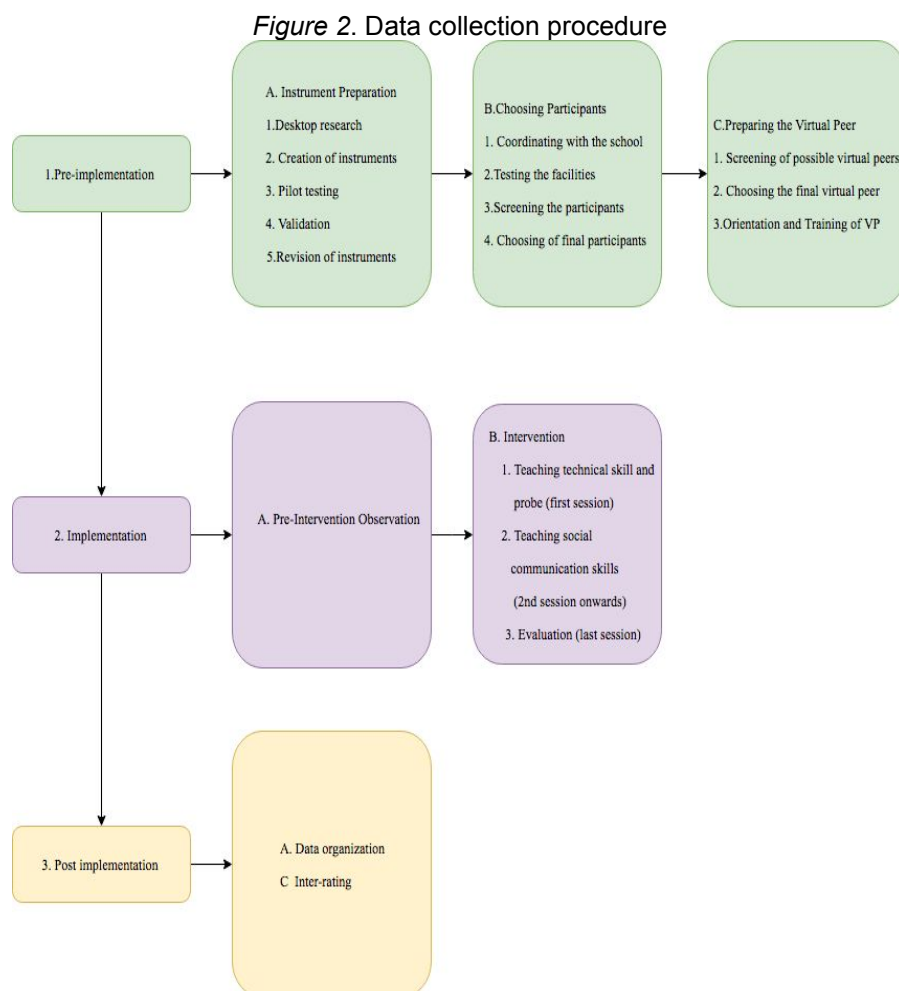 Figure 2. Data collection procedure
1.Pre-implementation
A. Instrument Preparation
1.Desktop research
2. Creation of instruments
3. Pilot testing
4. Validation
5.Revision of instruments
B.Choosing Participants
1. Coordinating with the school
2.Testing the facilities
3.Screening the participants
4. Choosing of final participants
C.Preparing the Virtual Peer
1. Screening of possible virtual peers
2. Choosing the final virtual peer
3.Orientation and Training of VP
2. Implementation
A. Pre-Intervention Observation
B. Intervention
1. Teaching technical skill and
probe (first session)
2. Teaching social
communication skills
(2nd session onwards)
3. Evaluation (last session)
3. Post implementation
A. Data organization
C Inter-rating